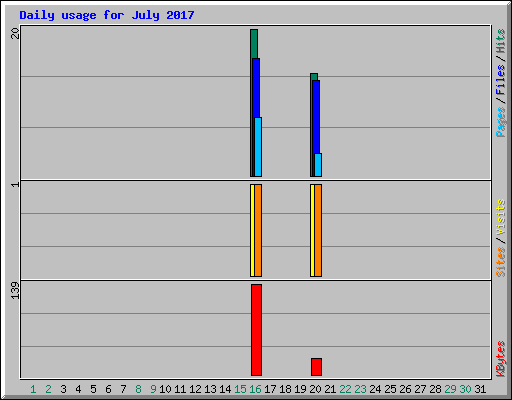 Daily usage for July 2017
20
Pages / Files / Hits
1
Sites / Visits
139
KBytes
1 2 3 4 5 6 7 8 9 10 11 12 13 14 15 16 17 18 19 20 21 22 23 24 25 26 27 28 29 30 31